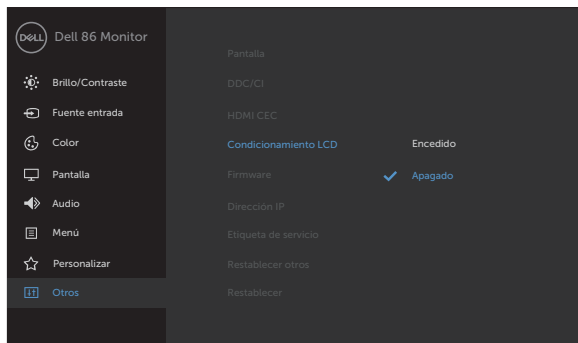 DELL Dell 86 Monitor
Brillo/Contraste
Fuente entrada
Color
Pantalla
Audio
Menú
Personalizar
Otros
Pantalla
DDC/CI
HDMI CEC
Condicionamiento LCD
Firmware
Dirección IP
Etiqueta de servicio
Restablecer otros
Restablecer
Encedido
Apagado